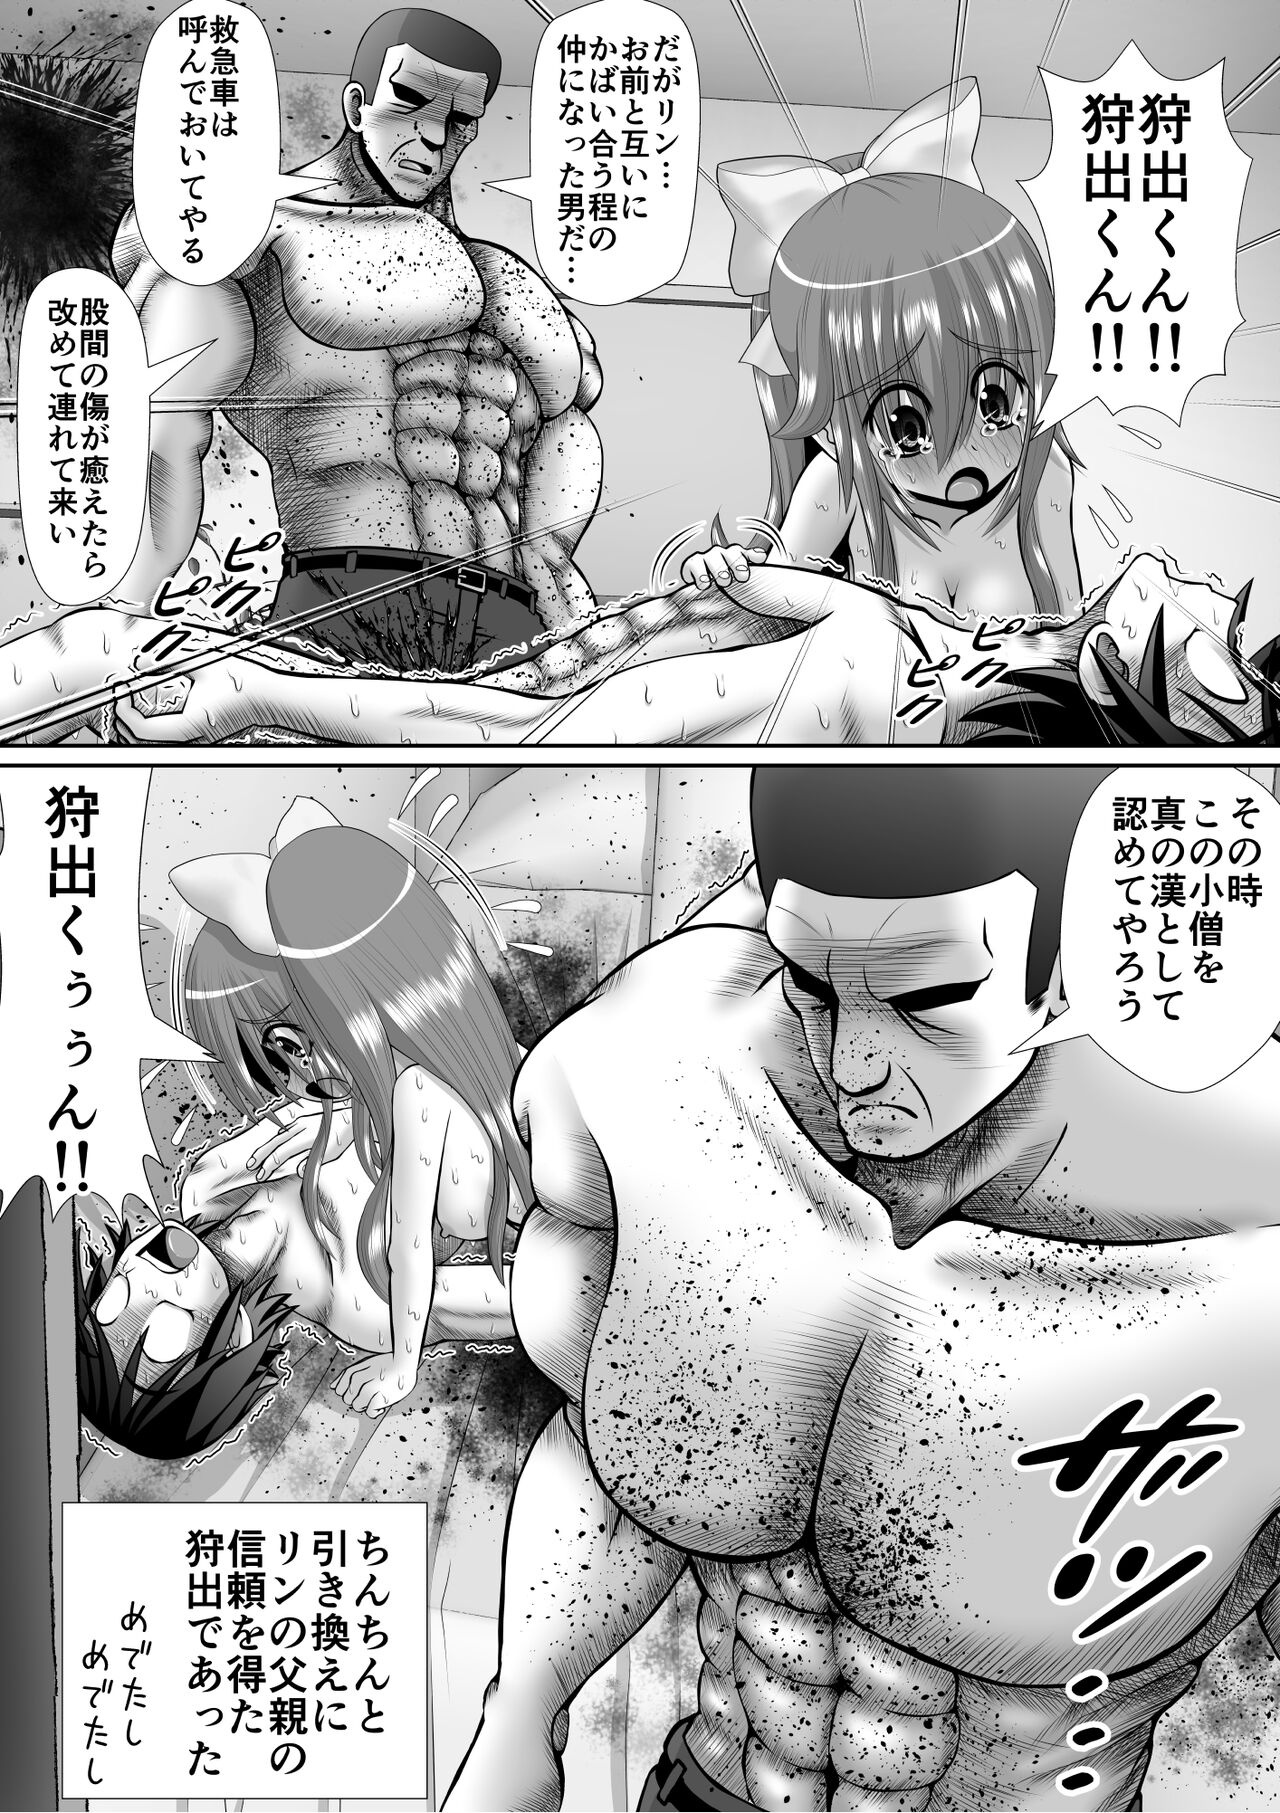 狩出くん!!
狩出くん!!
だがリン…
お前と互いに
かばい合う程の
仲になった男だ…
救急車は
呼んでおいてやる
股間の傷が癒えたら
改めて連れて来い
ピク
ピク
ピク
ピク
その時
この小僧を
真の漢として
認めてやろう
狩出くぅぅん!!
ザッ…
ちんちんと
引き換えに
リンの父親の
信頼を得た
狩出であった
めでたし
めでたし